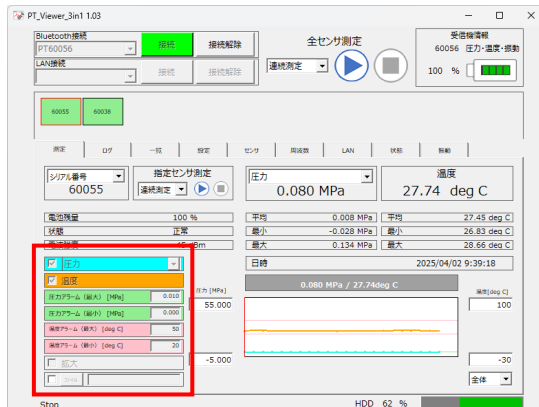 PT_Viewer_3in1 1.03
Bluetooth接続
PT60056
接続
接続解除
LAN接続
接続
接続解除
全センサ測定
連続測定
受信機情報
60056 圧力・温度・振動
100 %
60055
60036
測定
ログ
一覧
設定
センサ
周波数
LAN
状態
振動
シリアル番号
60055
指定センサ測定
連続測定
圧力
0.080 MPa
温度
27.74 deg C
電池残量 100 %
状態 正常
平均 0.008 MPa
最小 -0.028 MPa
最大 0.134 MPa
平均 27.45 deg C
最小 26.83 deg C
最大 28.66 deg C
圧力
温度
圧力アラーム（最大） [MPa] 0.010
圧力アラーム（最小） [MPa] 0.000
温度アラーム（最大） [deg C] 50
温度アラーム（最小） [deg C] 20
拡大
日時 2025/04/02 9:39:18
0.080 MPa / 27.74deg C
圧力 [MPa]
55.000
-5.000
温度[deg C]
100
-30
全体
Stop
HDD 62 %